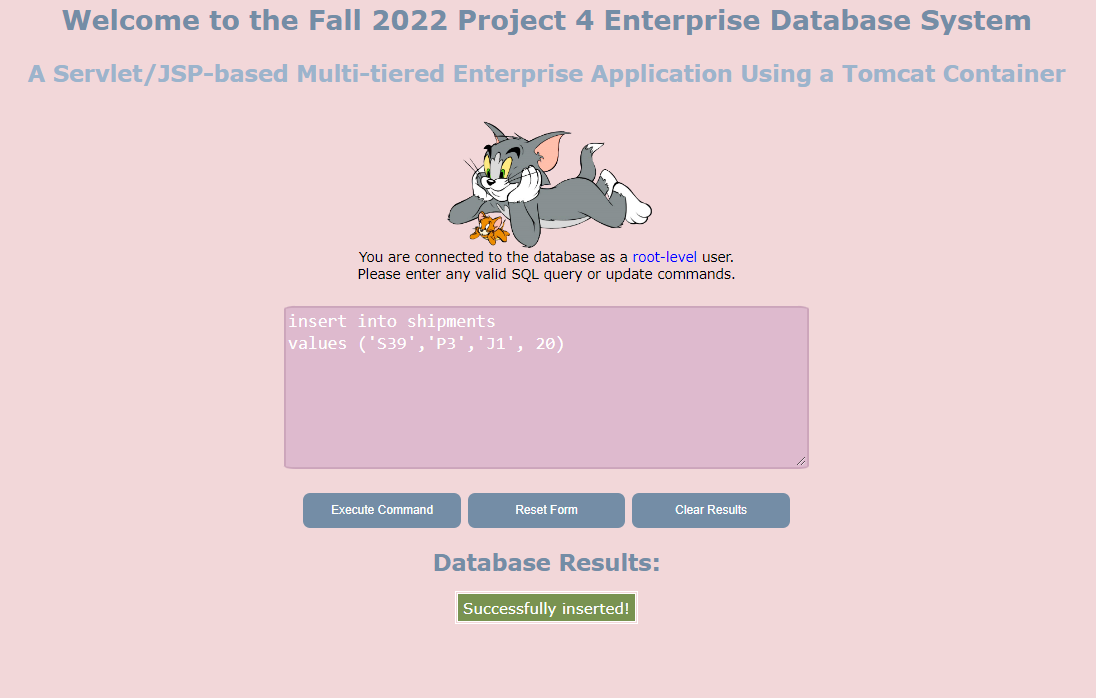 Welcome to the Fall 2022 Project 4 Enterprise Database System
A Servlet/JSP-based Multi-tiered Enterprise Application Using a Tomcat Container
You are connected to the database as a root-level user.
Please enter any valid SQL query or update commands.
insert into shipments
values ('S39','P3','J1', 20)
Execute Command Reset Form Clear Results
Database Results:
Successfully inserted!